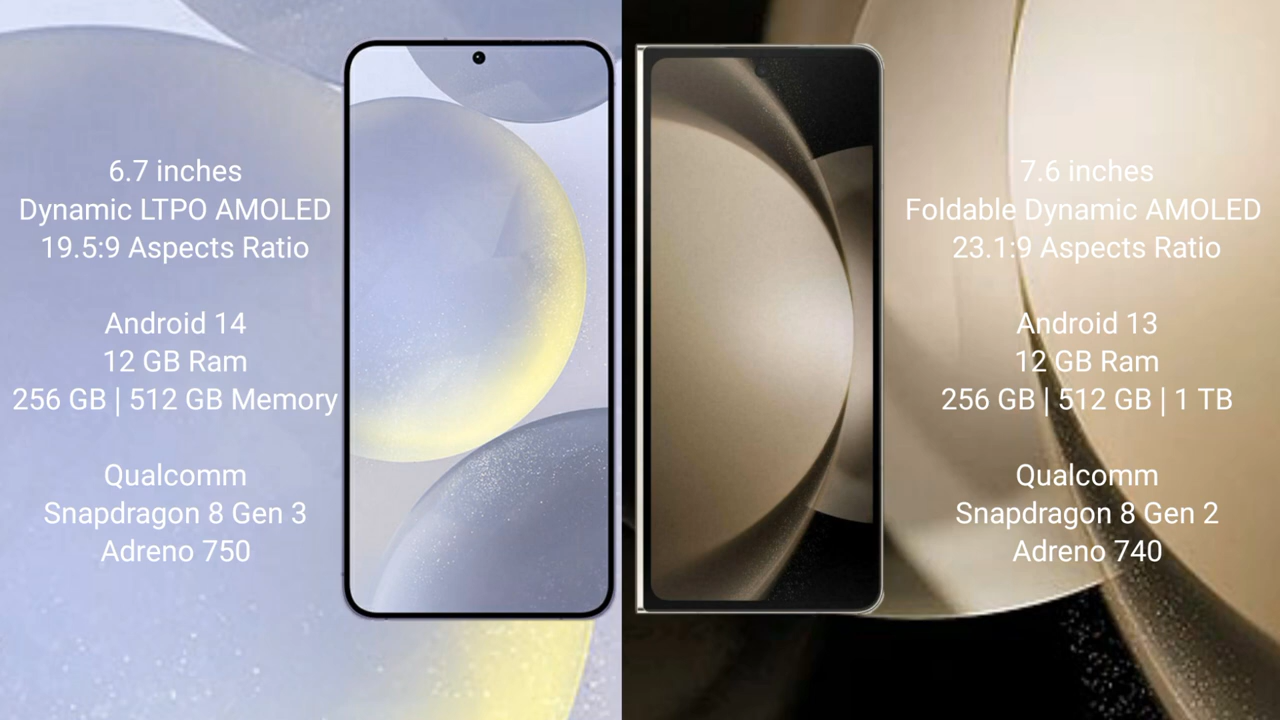 6.7 inches
Dynamic LTPO AMOLED
19.5:9 Aspects Ratio
Android 14
12 GB Ram
256 GB | 512 GB Memory
Qualcomm
Snapdragon 8 Gen 3
Adreno 750
7.6 inches
Foldable Dynamic AMOLED
23.1:9 Aspects Ratio
Android 13
12 GB Ram
256 GB | 512 GB | 1 TB
Qualcomm
Snapdragon 8 Gen 2
Adreno 740